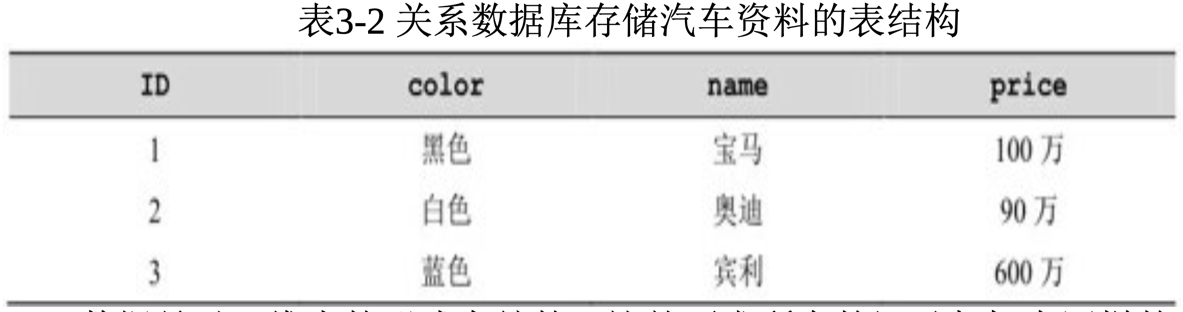 表3-2 关系数据库存储汽车资料的表结构
ID color name price
1 黑色 宝马 100 万
2 白色 奥迪 90 万
3 蓝色 宾利 600 万